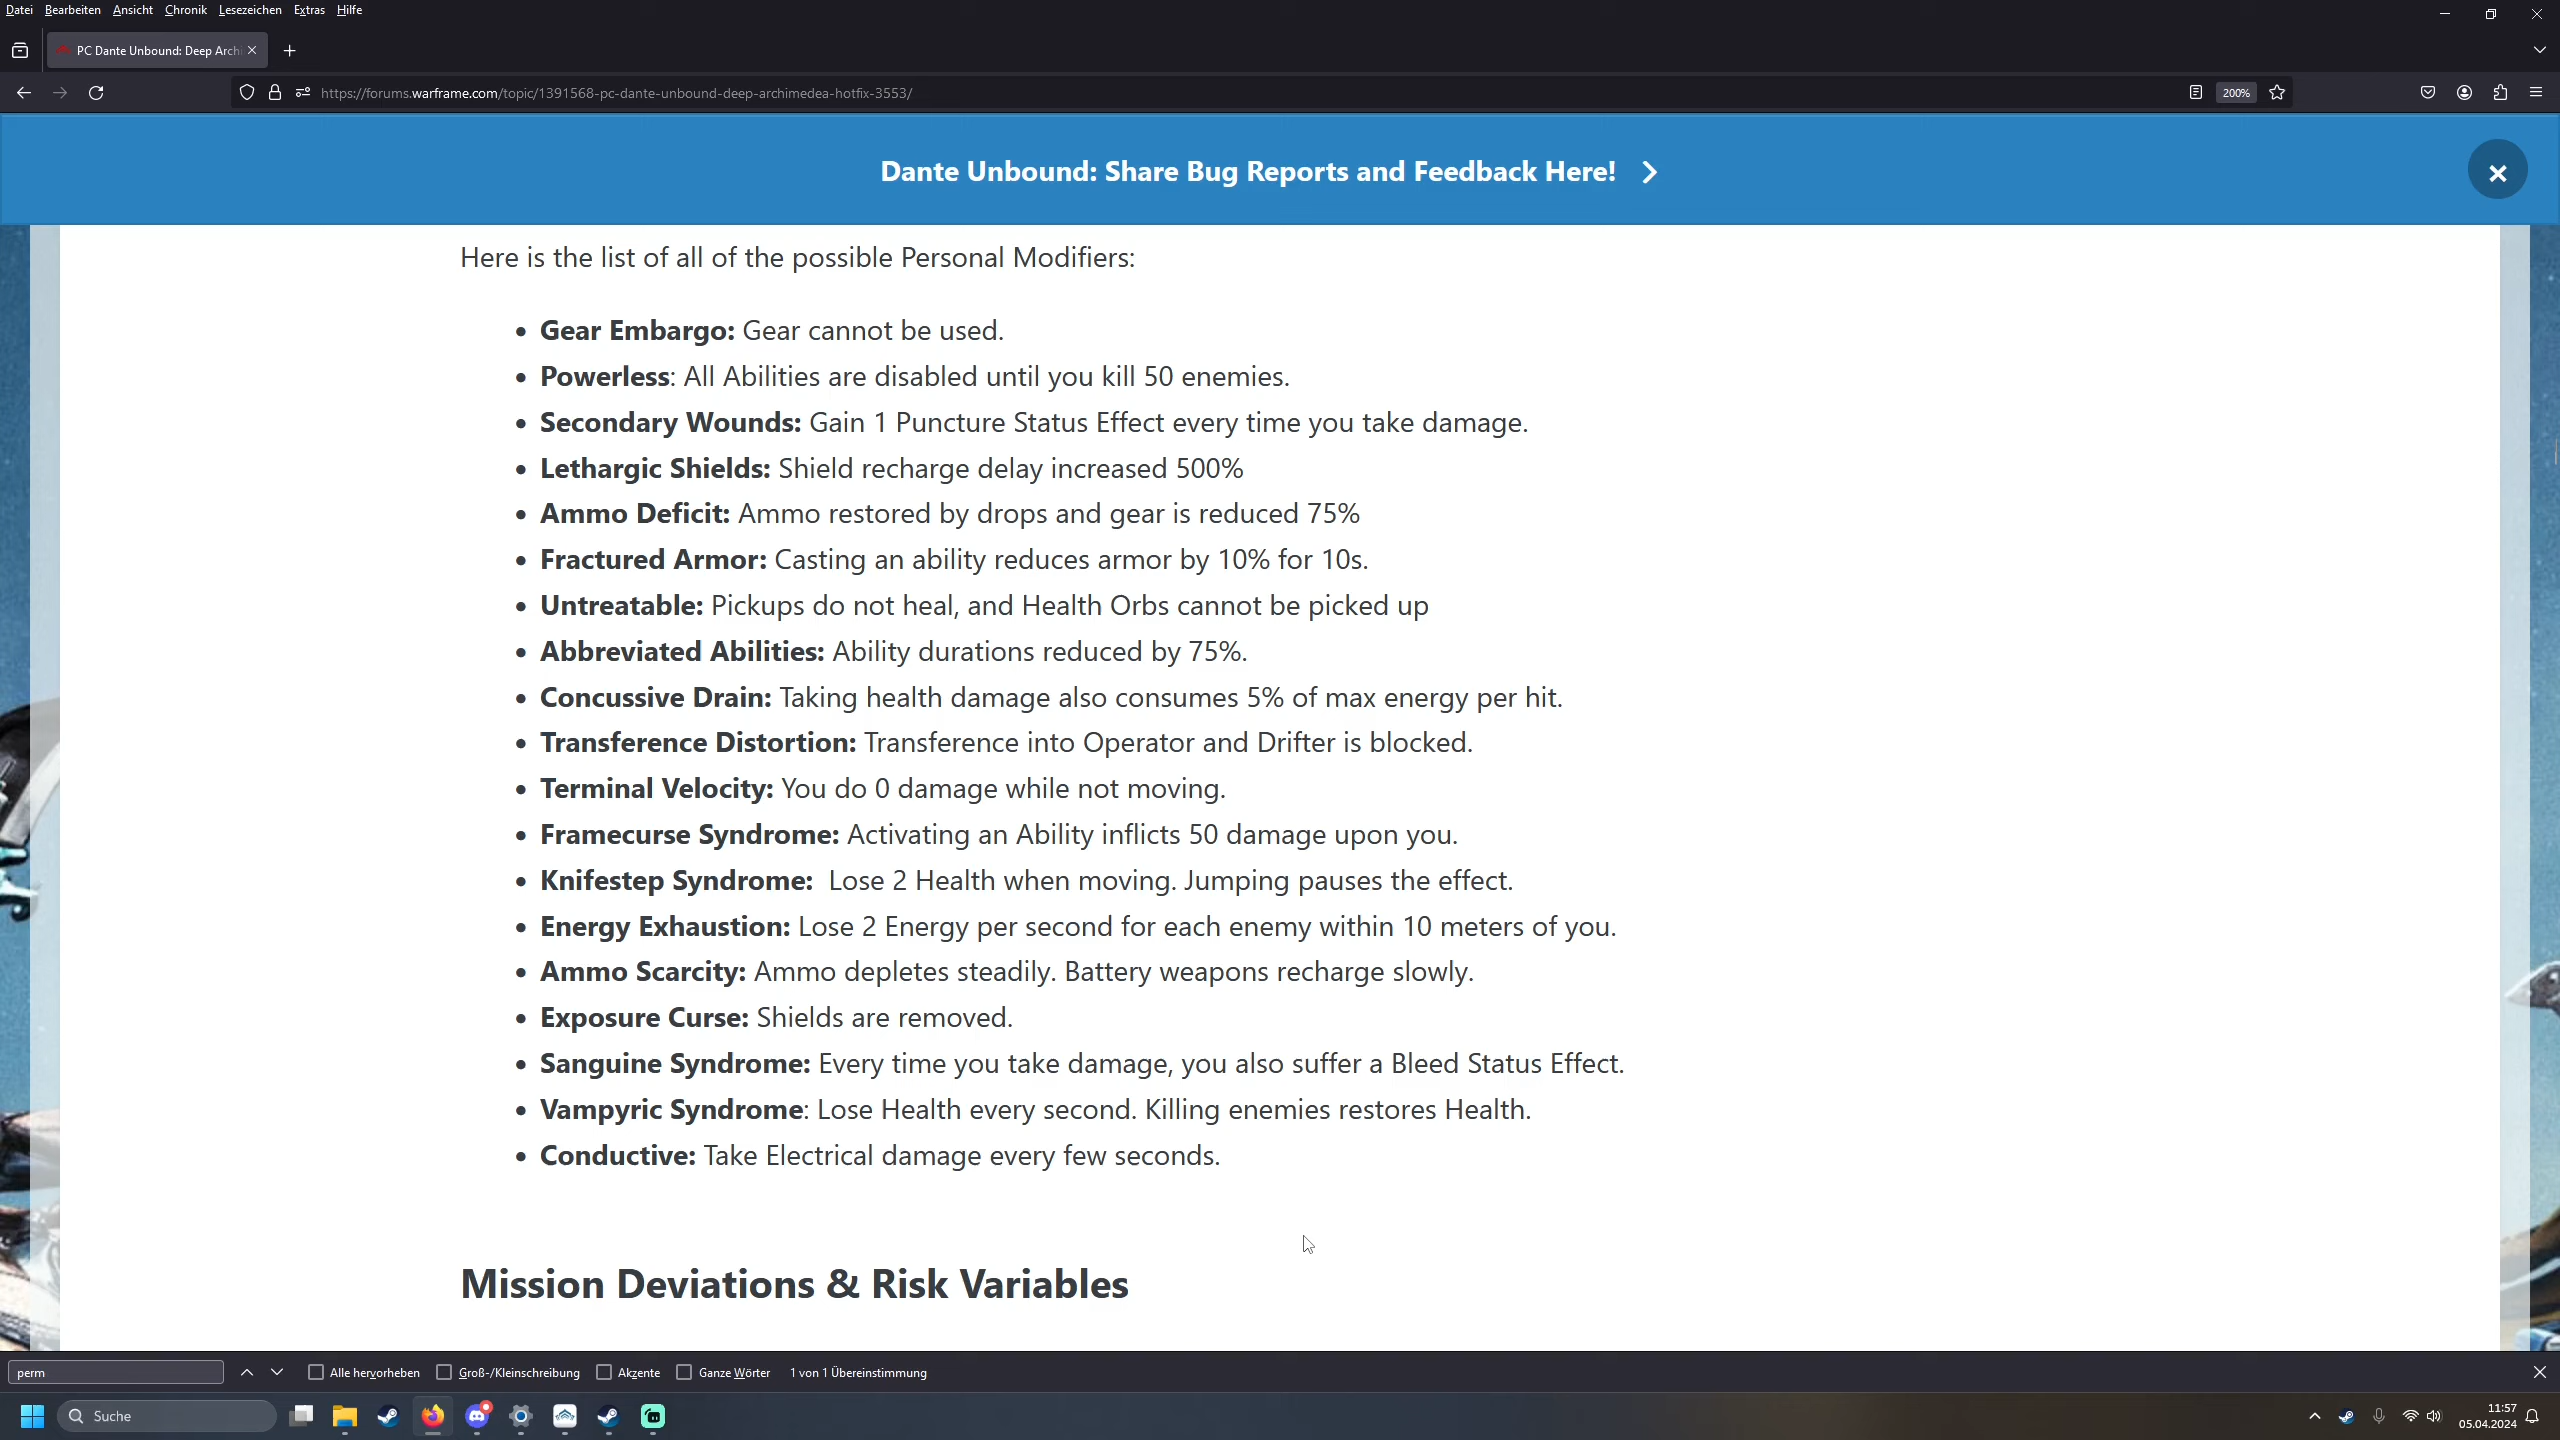 Datei Bearbeiten Ansicht Chronik Lesezeichen Extras Hilfe
PC Dante Unbound: Deep Archi
https://forums.warframe.com/topic/1391568-pc-dante-unbound-deep-archimedea-hotfix-3553/
200%
Dante Unbound: Share Bug Reports and Feedback Here!
Here is the list of all of the possible Personal Modifiers:
• Gear Embargo: Gear cannot be used.
• Powerless: All Abilities are disabled until you kill 50 enemies.
• Secondary Wounds: Gain 1 Puncture Status Effect every time you take damage.
• Lethargic Shields: Shield recharge delay increased 500%
• Ammo Deficit: Ammo restored by drops and gear is reduced 75%
• Fractured Armor: Casting an ability reduces armor by 10% for 10s.
• Untreatable: Pickups do not heal, and Health Orbs cannot be picked up
• Abbreviated Abilities: Ability durations reduced by 75%.
• Concussive Drain: Taking health damage also consumes 5% of max energy per hit.
• Transference Distortion: Transference into Operator and Drifter is blocked.
• Terminal Velocity: You do 0 damage while not moving.
• Framecurse Syndrome: Activating an Ability inflicts 50 damage upon you.
• Knifestep Syndrome: Lose 2 Health when moving. Jumping pauses the effect.
• Energy Exhaustion: Lose 2 Energy per second for each enemy within 10 meters of you.
• Ammo Scarcity: Ammo depletes steadily. Battery weapons recharge slowly.
• Exposure Curse: Shields are removed.
• Sanguine Syndrome: Every time you take damage, you also suffer a Bleed Status Effect.
• Vampyric Syndrome: Lose Health every second. Killing enemies restores Health.
• Conductive: Take Electrical damage every few seconds.
Mission Deviations & Risk Variables
perm
Alle hervorheben Groß-/Kleinschreibung Akzente Ganze Wörter 1 von 1 Übereinstimmung
Suche
11:57
05.04.2024